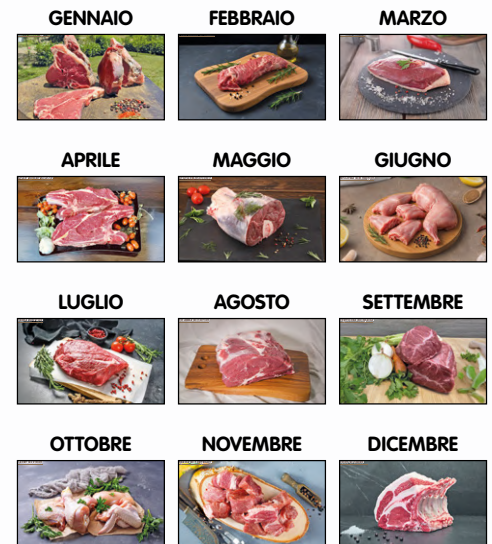 GENNAIO
FEBBRAIO
MARZO
APRILE
MAGGIO
GIUGNO
LUGLIO
AGOSTO
SETTEMBRE
OTTOBRE
NOVEMBRE
DICEMBRE